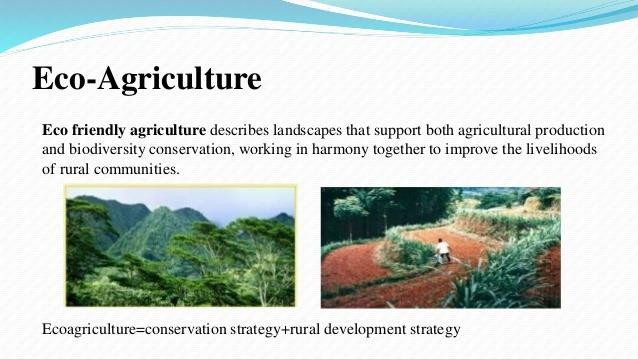 Eco-Agriculture
Eco friendly agriculture describes landscapes that support both agricultural production
and biodiversity conservation, working in harmony together to improve the livelihoods
of rural communities.
Ecoagriculture=conservation strategy+rural development strategy